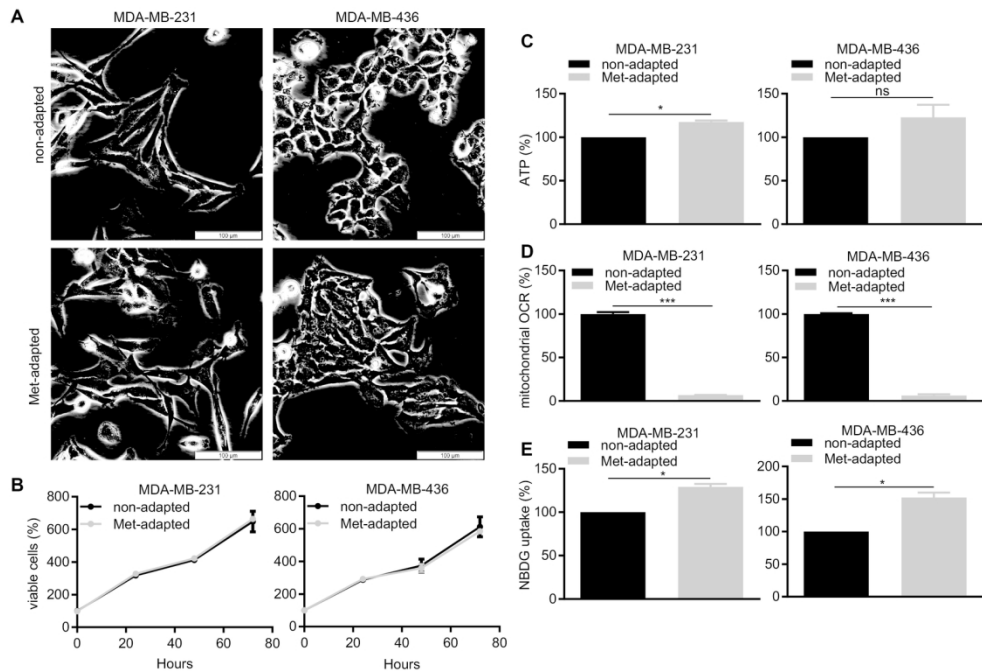 A
MDA-MB-231
MDA-MB-436
non-adapted
100 µm
100 µm
Met-adapted
100 µm
100 µm
B
MDA-MB-231
MDA-MB-436
non-adapted
Met-adapted
non-adapted
Met-adapted
viable cells (%)
800
600
400
200
0
0 20 40 60 80
Hours
800
600
400
200
0
0 20 40 60 80
Hours
C
MDA-MB-231
MDA-MB-436
non-adapted
Met-adapted
non-adapted
Met-adapted
ATP (%)
150
100
50
100
0
*
150
100
50
100
0
ns
D
MDA-MB-231
MDA-MB-436
non-adapted
Met-adapted
non-adapted
Met-adapted
mitochondrial OCR (%)
150
100
50
100
0
***
150
100
50
100
0
***
E
MDA-MB-231
MDA-MB-436
non-adapted
Met-adapted
non-adapted
Met-adapted
NBDG uptake (%)
150
100
50
100
0
*
200
150
100
50
100
0
*